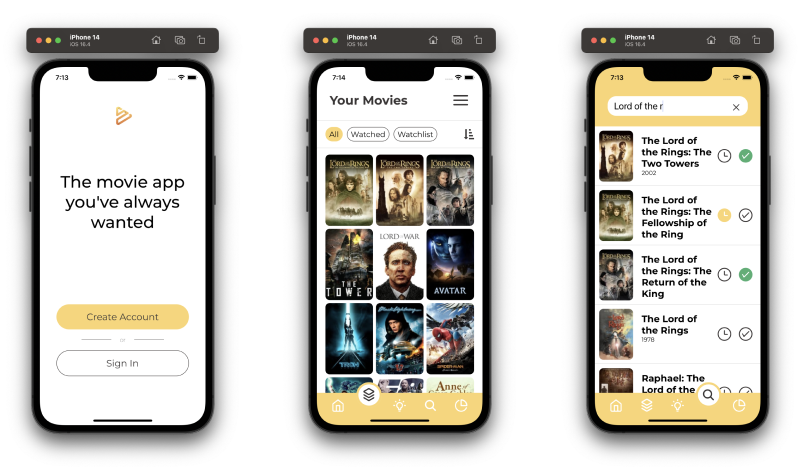 iPhone 14
iOS 16.4
7:13
The movie app
you've always
wanted
Create Account
or
Sign In
iPhone 14
iOS 16.4
7:14
Your Movies
All
Watched
Watchlist
LORD OF THE RINGS
LORD OF THE RINGS
LORD OF THE RINGS
THE
TOWER
LORD OF WAR
AVATAR
TRON
SPIDER-MAN
Anne
iPhone 14
iOS 16.4
7:13
Lord of the r
The Lord of
the Rings: The
Two Towers
2002
The Lord of
the Rings: The
Fellowship of
the Ring
The Lord of
the Rings: The
Return of the
King
The Lord of
the Rings
1978
Raphael: The
Lord of the